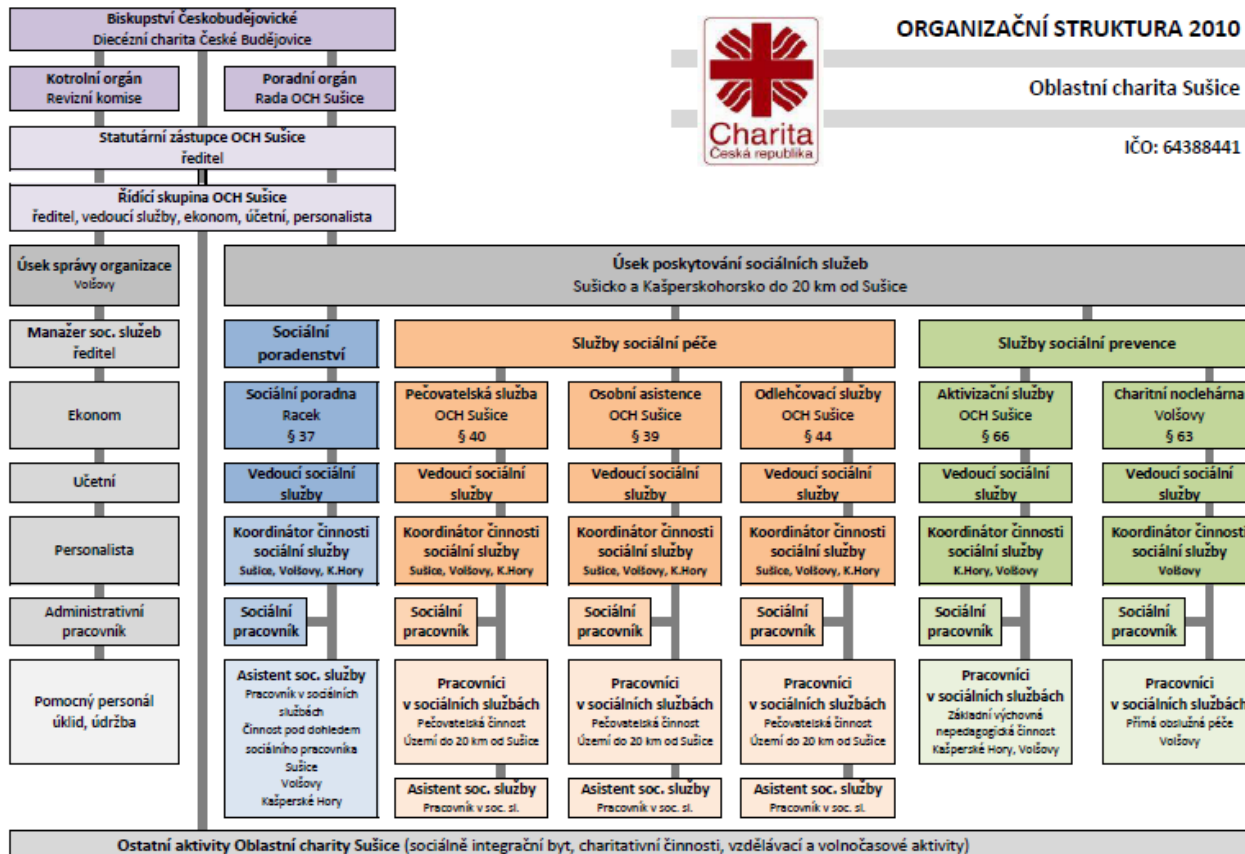 Biskupství Českobudějovické
Diecézní charita České Budějovice
Kotrolní orgán
Revizní komise
Poradní orgán
Rada OCH Sušice
Statutární zástupce OCH Sušice
ředitel
Řídící skupina OCH Sušice
ředitel, vedoucí služby, ekonom, účetní, personalista
Charita
Česká republika
ORGANIZAČNÍ STRUKTURA 2010
Oblastní charita Sušice
IČO: 64388441
Úsek správy organizace
Volšovy
Úsek poskytování sociálních služeb
Sušicko a Kašperskohorsko do 20 km od Sušice
Manažer soc. služeb
ředitel
Sociální
poradenství
Služby sociální péče
Služby sociální prevence
Ekonom
Sociální poradna
Racek
§ 37
Pečovatelská služba
OCH Sušice
§ 40
Osobní asistence
OCH Sušice
§ 39
Odlehčovací služby
OCH Sušice
§ 44
Aktivizační služby
OCH Sušice
§ 66
Charitní noclehárna
Volšovy
§ 63
Účetní
Vedoucí sociální
služby
Vedoucí sociální
služby
Vedoucí sociální
služby
Vedoucí sociální
služby
Vedoucí sociální
služby
Vedoucí sociální
služby
Personalista
Koordinátor činnosti
sociální služby
Sušice, Volšovy, K.Hory
Koordinátor činnosti
sociální služby
Sušice, Volšovy, K.Hory
Koordinátor činnosti
sociální služby
Sušice, Volšovy, K.Hory
Koordinátor činnosti
sociální služby
Sušice, Volšovy, K.Hory
Koordinátor činnosti
sociální služby
K.Hory, Volšovy
Koordinátor činnosti
sociální služby
Volšovy
Administrativní
pracovník
Sociální
pracovník
Sociální
pracovník
Sociální
pracovník
Sociální
pracovník
Sociální
pracovník
Sociální
pracovník
Pomocný personál
úklid, údržba
Asistent soc. služby
Pracovník v sociálních
službách
Činnost pod dohledem
sociálního pracovníka
Sušice
Volšovy
Kašperské Hory
Pracovníci
v sociálních službách
Pečovatelská činnost
Území do 20 km od Sušice
Pracovníci
v sociálních službách
Pečovatelská činnost
Území do 20 km od Sušice
Pracovníci
v sociálních službách
Pečovatelská činnost
Území do 20 km od Sušice
Pracovníci
v sociálních službách
Základní výchovná
nepedagogická činnost
Kašperské Hory, Volšovy
Pracovníci
v sociálních službách
Přímá obslužná péče
Volšovy
Asistent soc. služby
Pracovník v soc. sl.
Asistent soc. služby
Pracovník v soc. sl.
Asistent soc. služby
Pracovník v soc. sl.
Ostatní aktivity Oblastní charity Sušice (sociálně integrační byt, charitativní činnosti, vzdělávací a volnočasové aktivity)